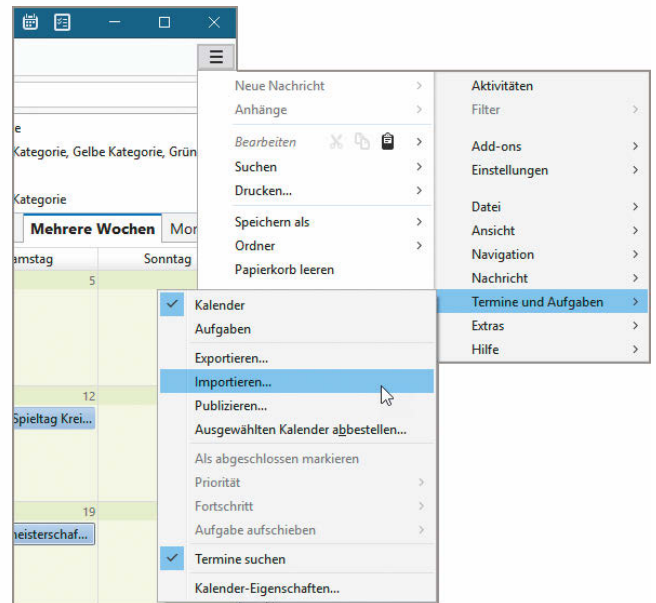 Neue Nachricht
Anhänge
Bearbeiten
Suchen
Drucken...
Speichern als
Ordner
Papierkorb leeren
Aktivitäten
Filter
Add-ons
Einstellungen
Datei
Ansicht
Navigation
Nachricht
Termine und Aufgaben
Extras
Hilfe
e
Kategorie, Gelbe Kategorie, Grün
Kategorie
Mehrere Wochen Mor
amstag Sonntag
5
12
Spieltag Krei...
19
neisterschaf...
Kalender
Aufgaben
Exportieren...
Importieren...
Publizieren...
Ausgewählten Kalender abbestellen...
Als abgeschlossen markieren
Priorität
Fortschritt
Aufgabe aufschieben
Termine suchen
Kalender-Eigenschaften...